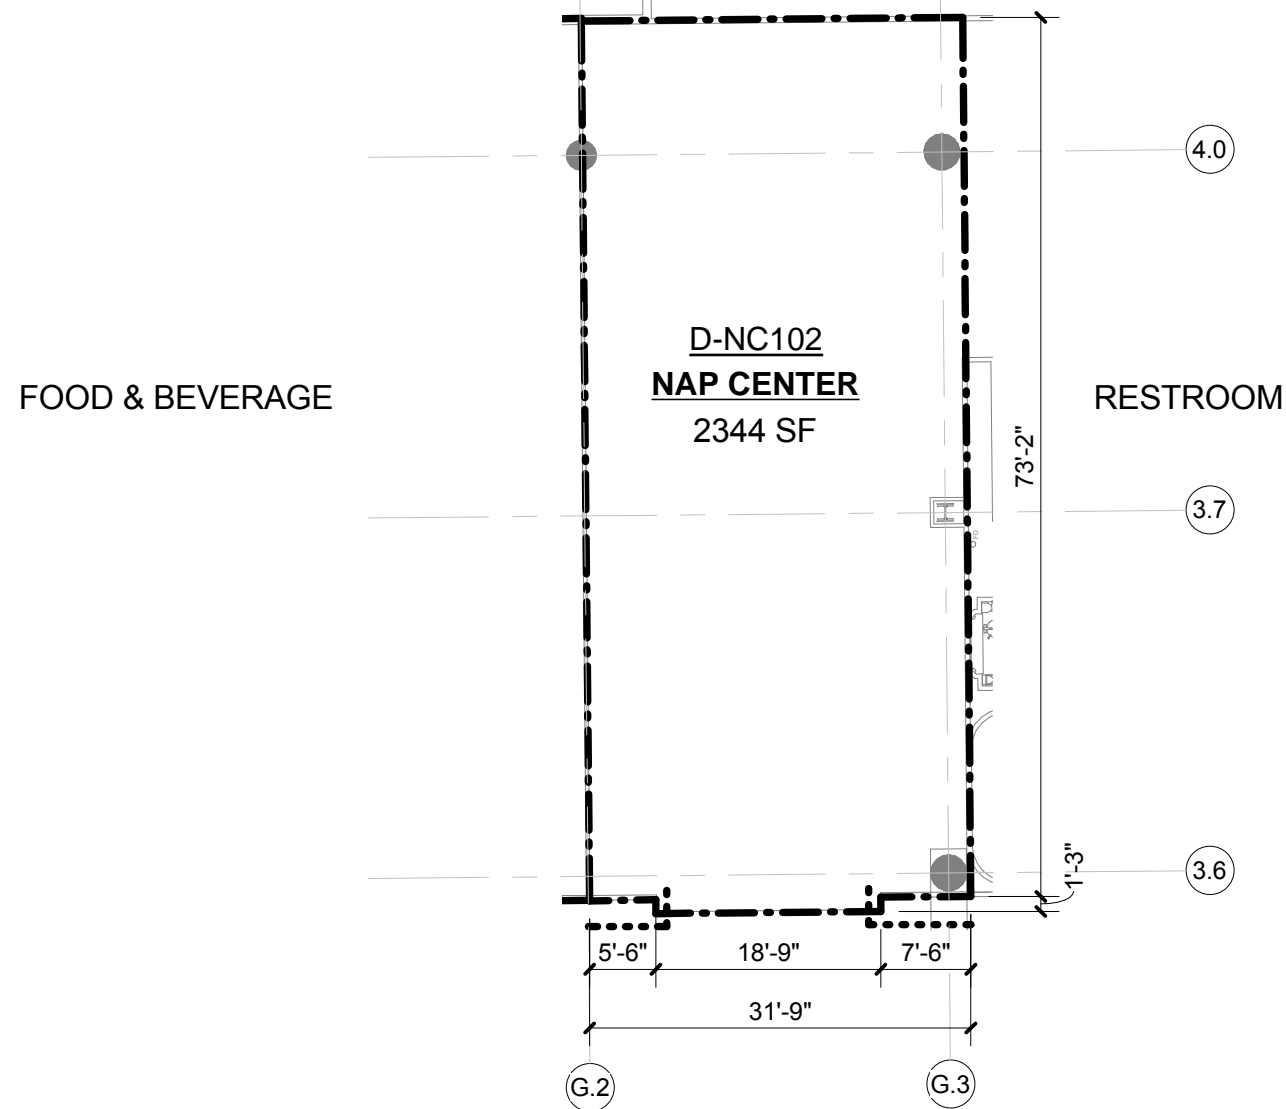 4.0
D-NC102
NAP CENTER
2344 SF
FOOD & BEVERAGE
RESTROOM
73'-2"
3.7
FD
1'-3"
3.6
5'-6"
18'-9"
7'-6"
31'-9"
G.2
G.3